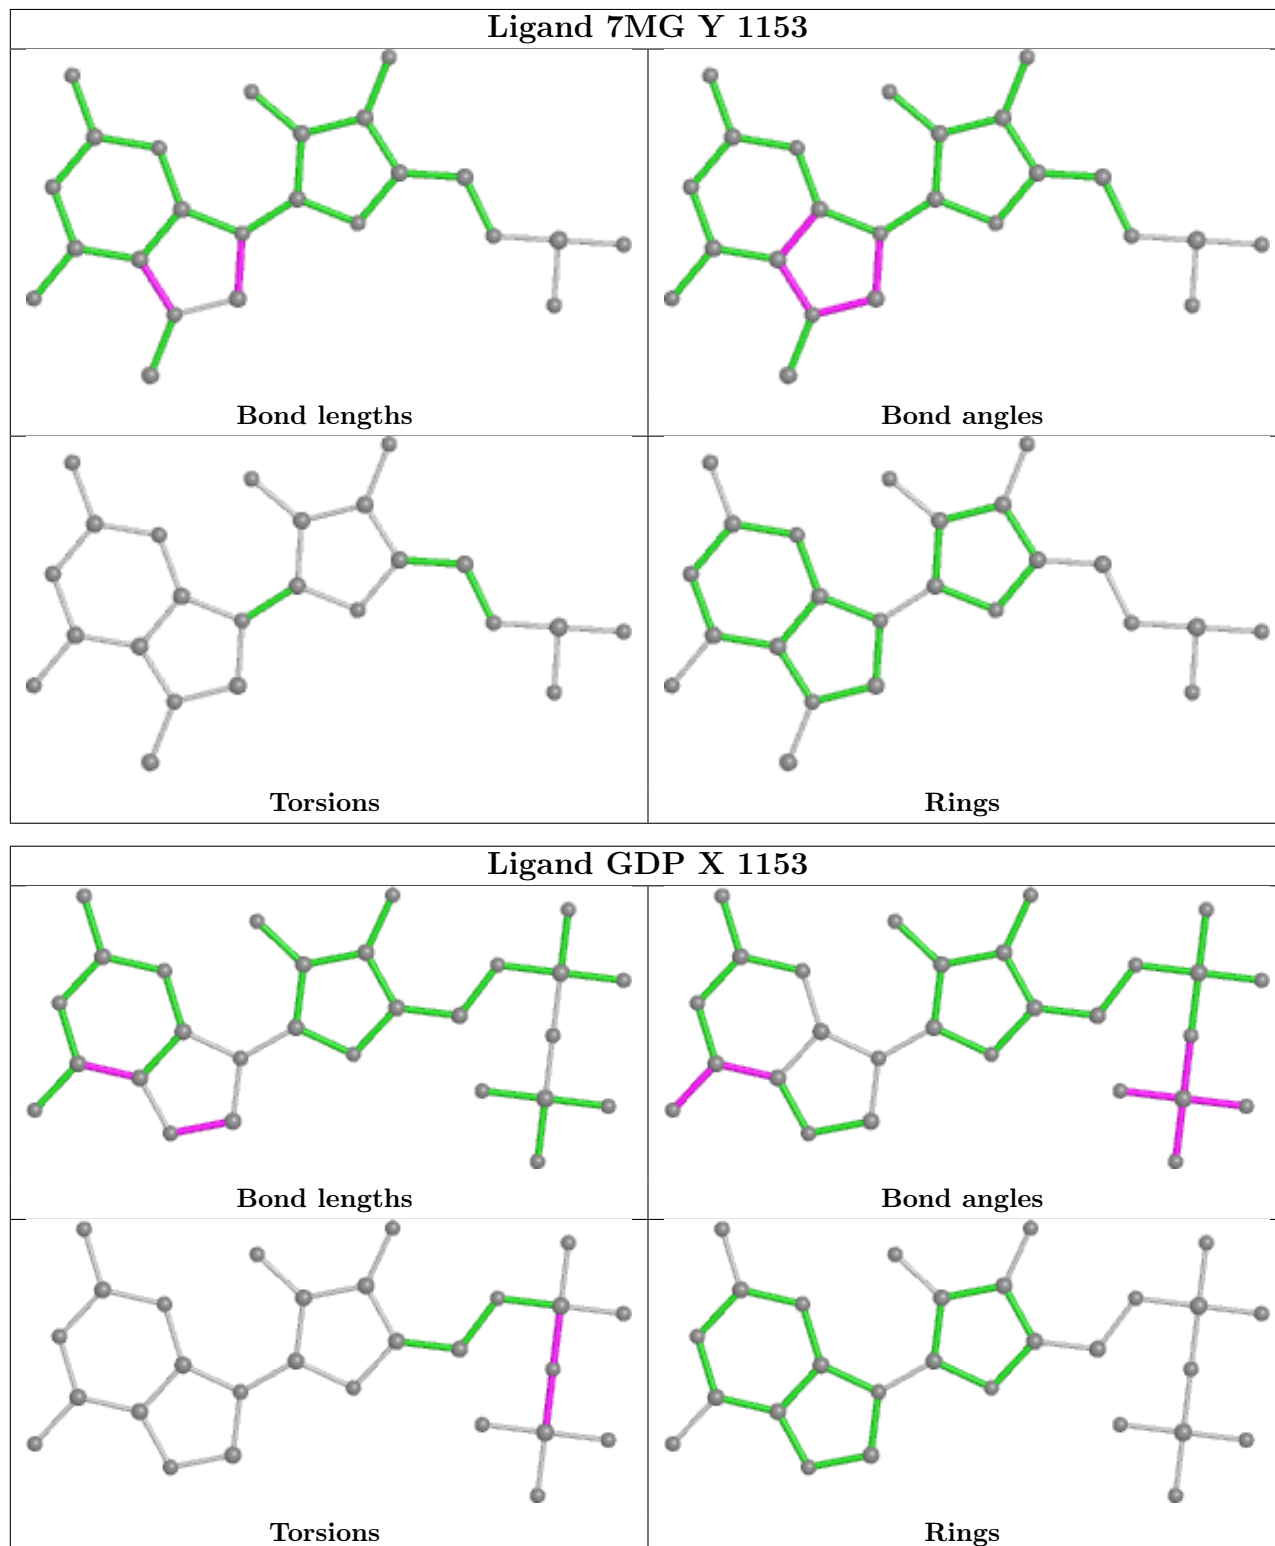 Ligand 7MG Y 1153
Bond lengths
Bond angles
Torsions
Rings
Ligand GDP X 1153
Bond lengths
Bond angles
Torsions
Rings